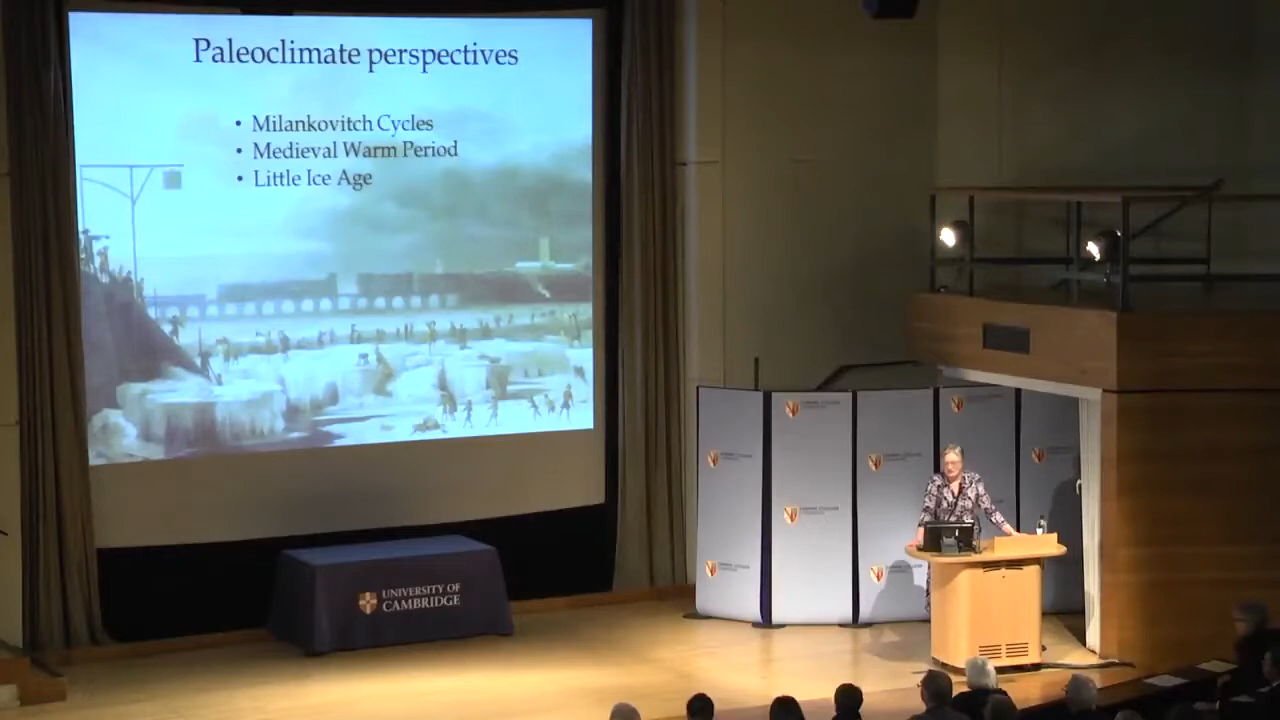 Paleoclimate perspectives
• Milankovitch Cycles
• Medieval Warm Period
• Little Ice Age
UNIVERSITY OF
CAMBRIDGE